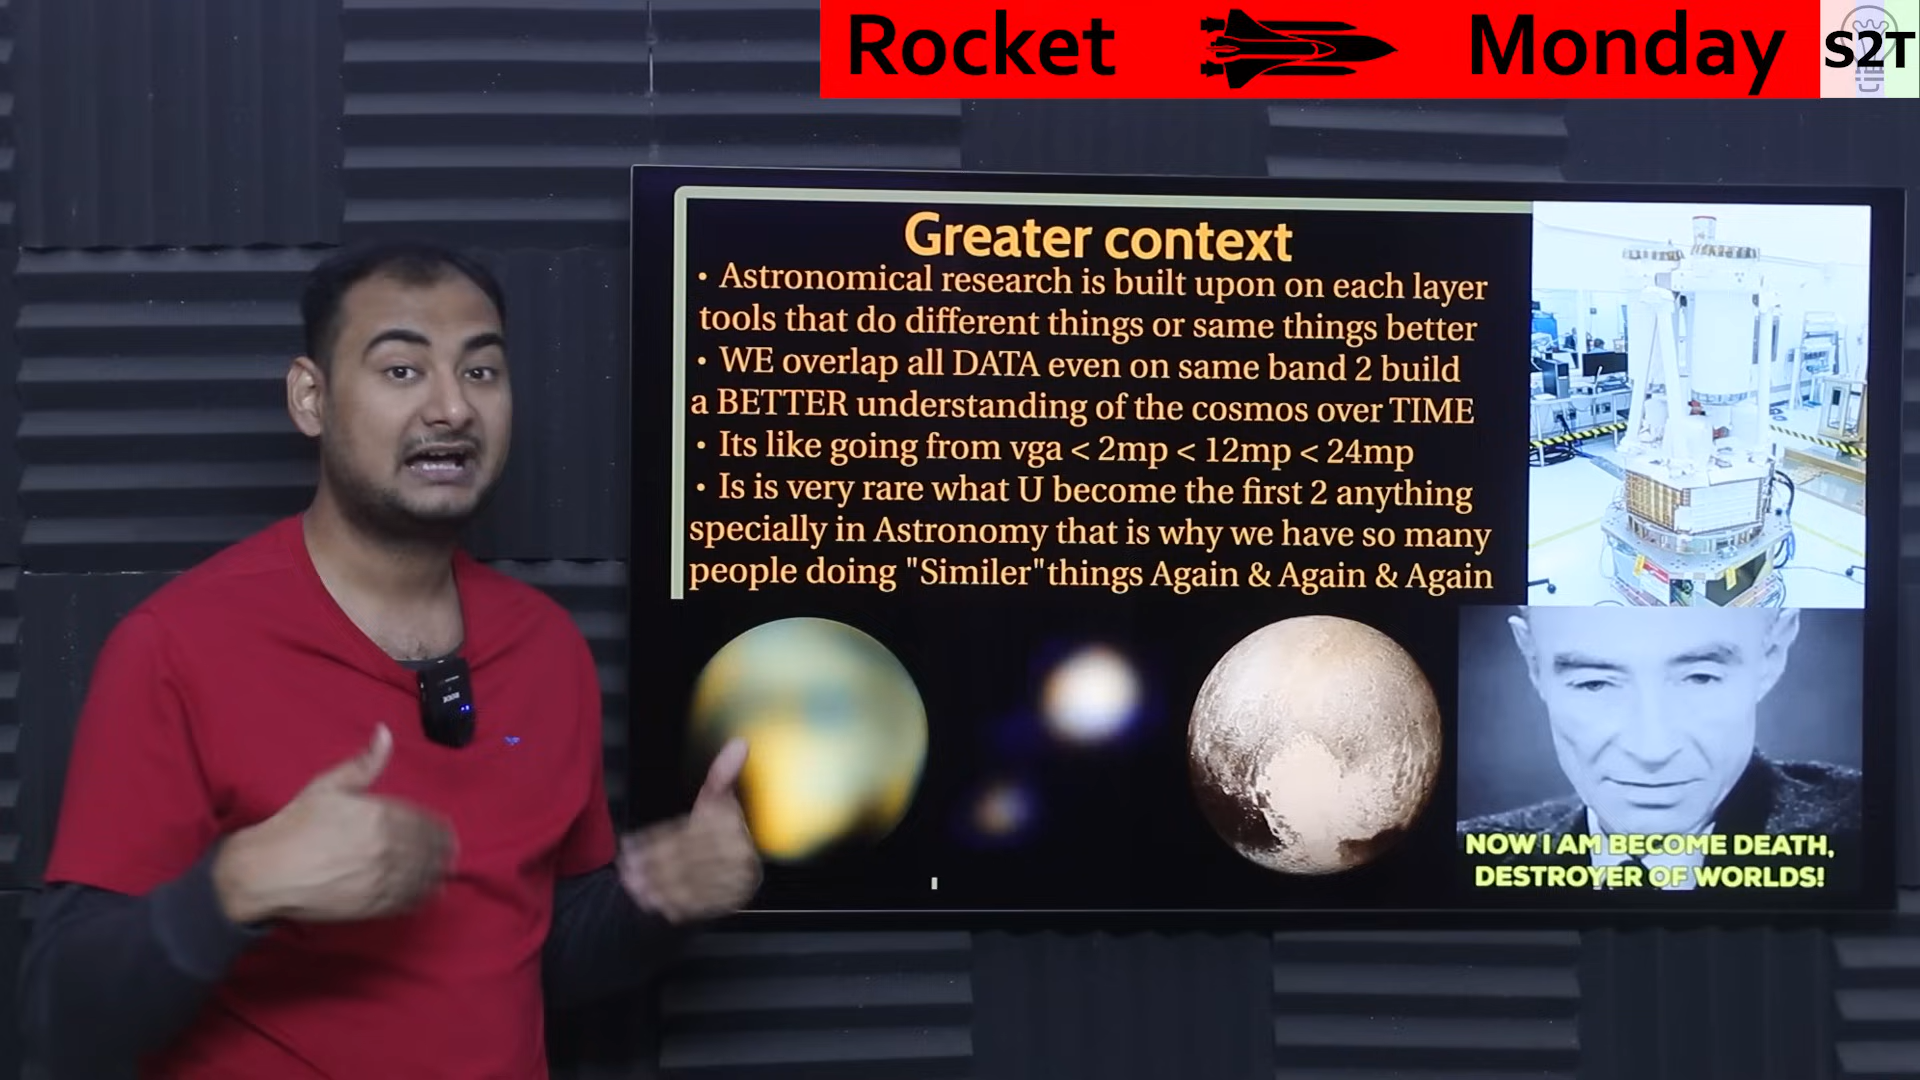 Rocket Monday
S2T
Greater context
• Astronomical research is built upon on each layer
tools that do different things or same things better
• WE overlap all DATA even on same band 2 build
a BETTER understanding of the cosmos over TIME
• Its like going from vga < 2mp < 12mp < 24mp
• Is is very rare what U become the first 2 anything
specially in Astronomy that is why we have so many
people doing "Similer"things Again & Again & Again
NOW I AM BECOME DEATH,
DESTROYER OF WORLDS!